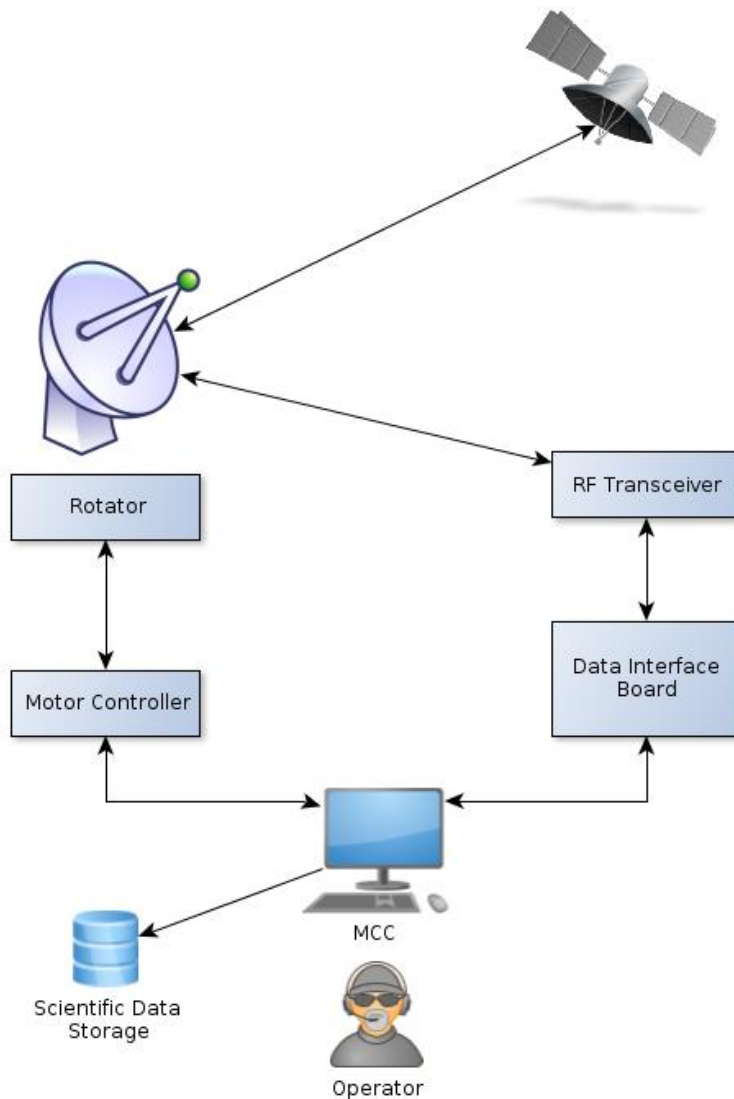 RF Transceiver
Rotator
Data Interface
Board
Motor Controller
MCC
Scientific Data
Storage
Operator